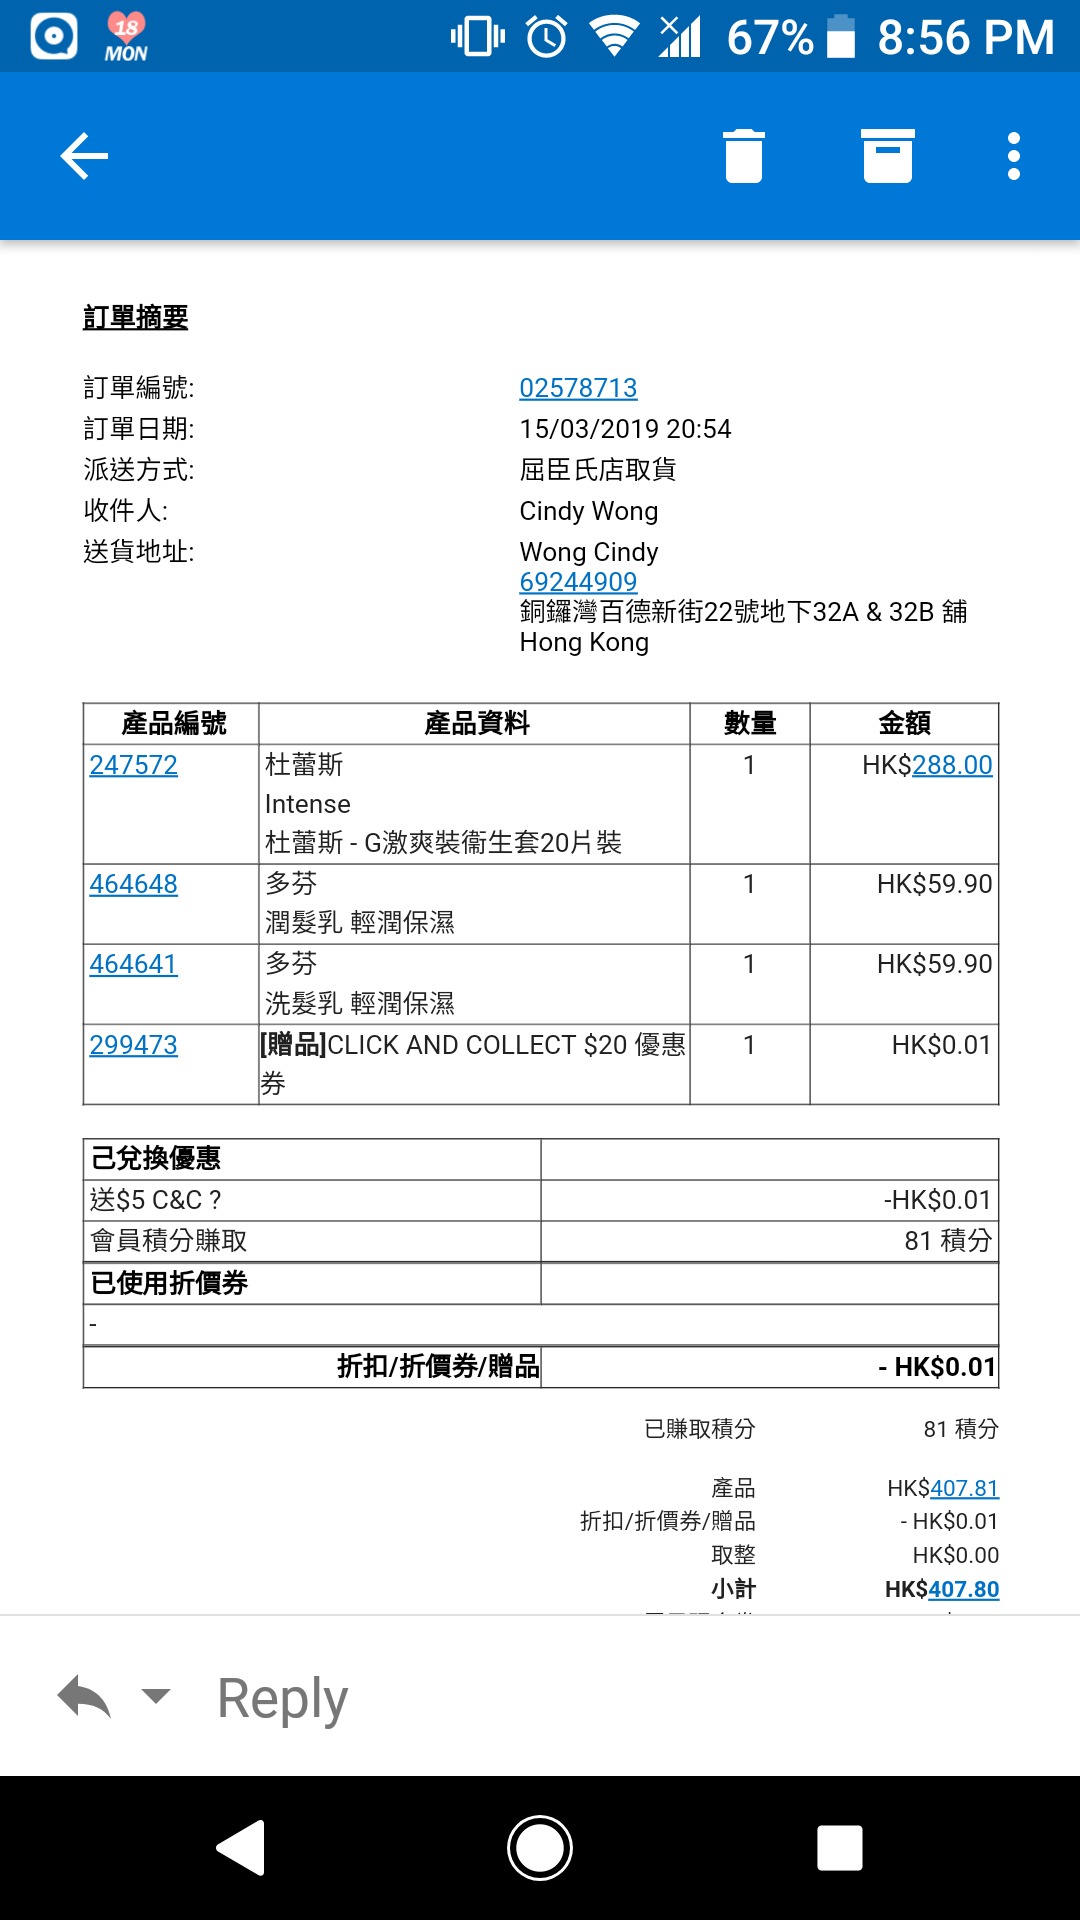 18
MON
67% 8:56 PM
訂單摘要
訂單編號: 02578713
訂單日期: 15/03/2019 20:54
派送方式: 屈臣氏店取貨
收件人: Cindy Wong
送貨地址: Wong Cindy
69244909
銅鑼灣百德新街22號地下32A & 32B 舖
Hong Kong
產品編號 產品資料 數量 金額
247572 杜蕾斯 1 HK$288.00
Intense
杜蕾斯 - G激爽裝衞生套20片裝
464648 多芬 1 HK$59.90
潤髮乳 輕潤保濕
464641 多芬 1 HK$59.90
洗髮乳 輕潤保濕
299473 [贈品]CLICK AND COLLECT $20 優惠 1 HK$0.01
券
己兌換優惠
送$5 C&C ? -HK$0.01
會員積分賺取 81 積分
已使用折價券
-
折扣/折價券/贈品 - HK$0.01
已賺取積分 81 積分
產品 HK$407.81
折扣/折價券/贈品 - HK$0.01
取整 HK$0.00
小計 HK$407.80
Reply